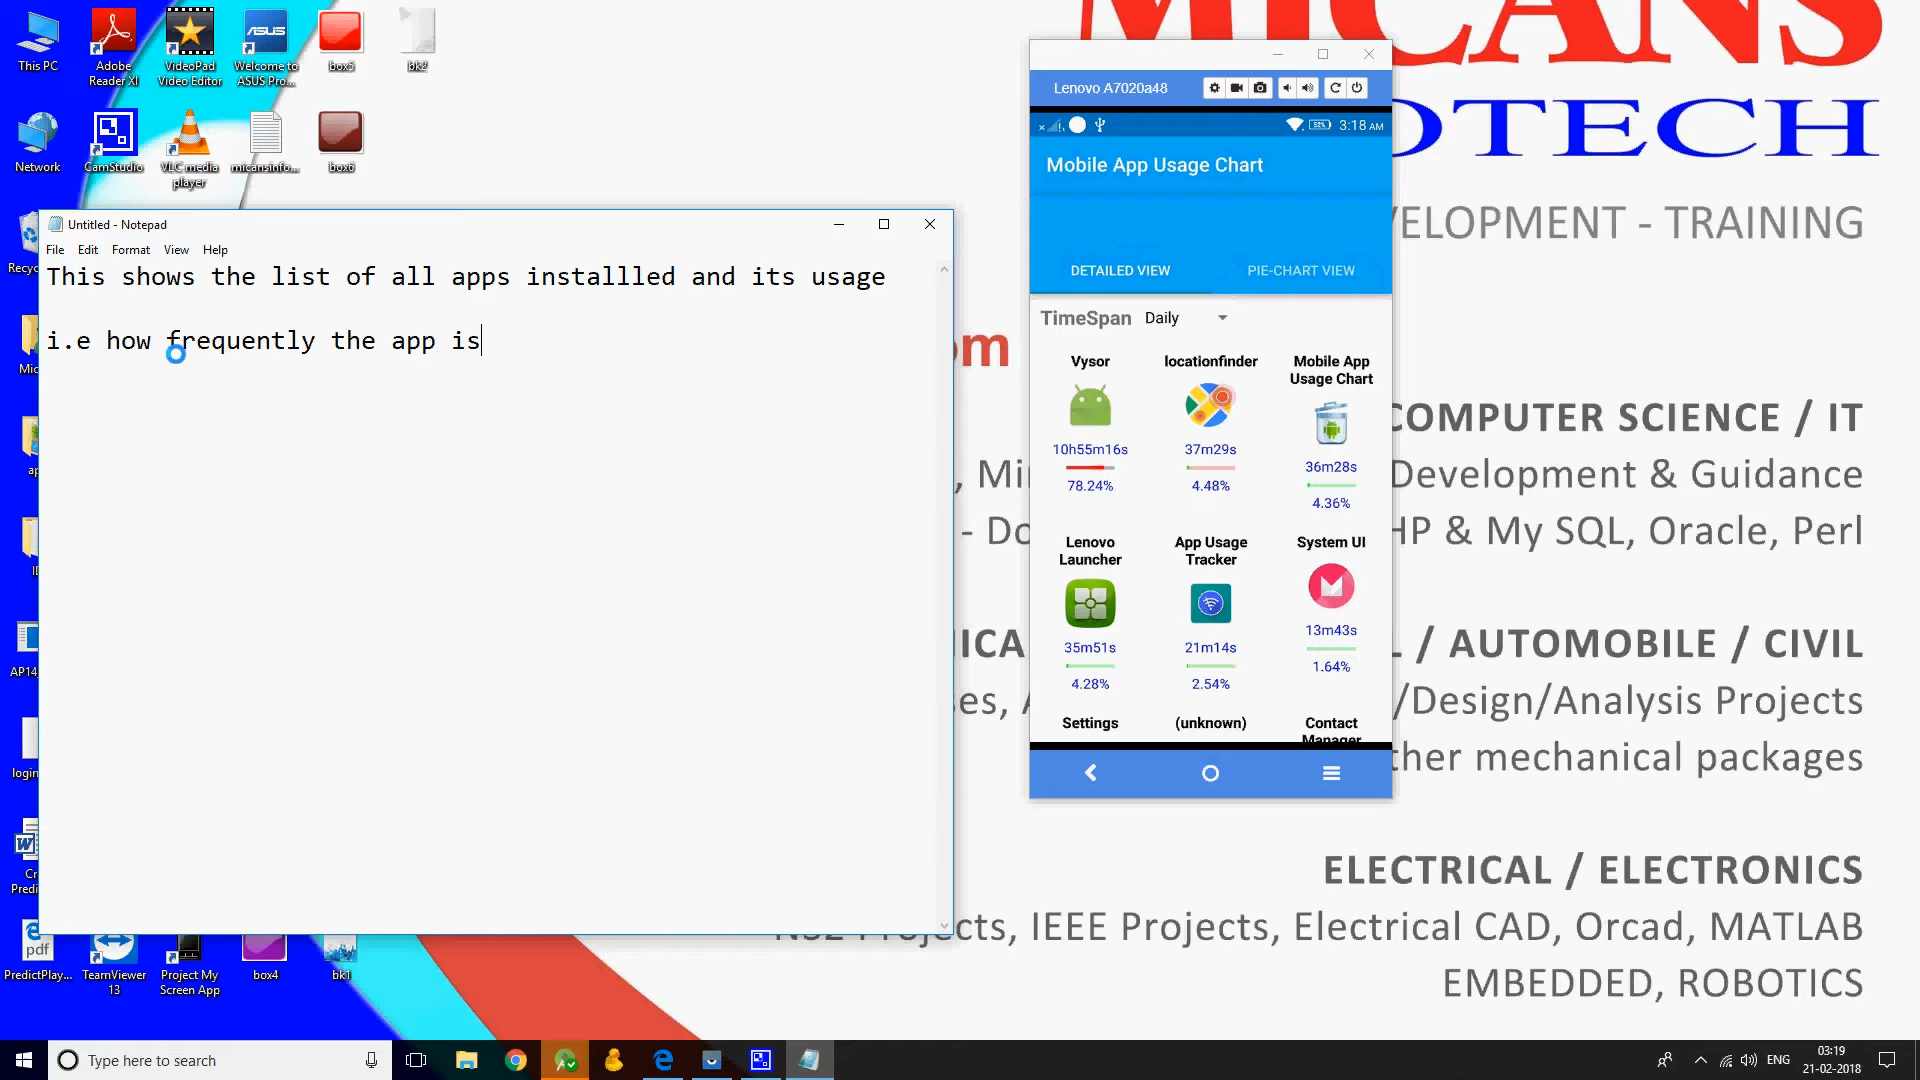 This PC
Adobe Reader XI
VideoPad Video Editor
Welcome to ASUS Pro...
box5
bk2
Network
CamStudio
VLC media player
micansinfo...
box6
MICANS
OTECH
VELOPMENT - TRAINING
om
COMPUTER SCIENCE / IT
Development & Guidance
HP & My SQL, Oracle, Perl
/ AUTOMOBILE / CIVIL
/Design/Analysis Projects
ther mechanical packages
ELECTRICAL / ELECTRONICS
cts, IEEE Projects, Electrical CAD, Orcad, MATLAB
EMBEDDED, ROBOTICS
Untitled - Notepad
File Edit Format View Help
This shows the list of all apps installlled and its usage
i.e how frequently the app is
Lenovo A7020a48
52%
3:18 AM
Mobile App Usage Chart
DETAILED VIEW
PIE-CHART VIEW
TimeSpan Daily
Vysor
10h55m16s
78.24%
locationfinder
37m29s
4.48%
Mobile App
Usage Chart
36m28s
4.36%
Lenovo
Launcher
35m51s
4.28%
App Usage
Tracker
21m14s
2.54%
System UI
13m43s
1.64%
Settings
(unknown)
Contact
Manager
PredictPlay...
TeamViewer 13
Project My Screen App
box4
bk1
Type here to search
ENG
03:19
21-02-2018